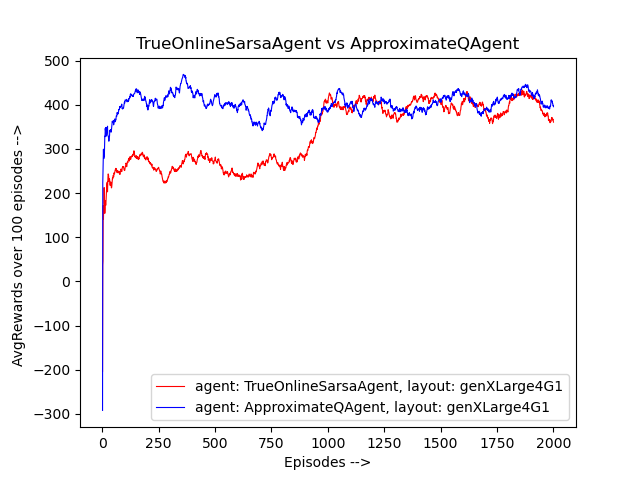 TrueOnlineSarsaAgent vs ApproximateQAgent
500
400
300
200
100
0
−100
−200
−300
AvgRewards over 100 episodes -->
agent: TrueOnlineSarsaAgent, layout: genXLarge4G1
agent: ApproximateQAgent, layout: genXLarge4G1
0 250 500 750 1000 1250 1500 1750 2000
Episodes -->